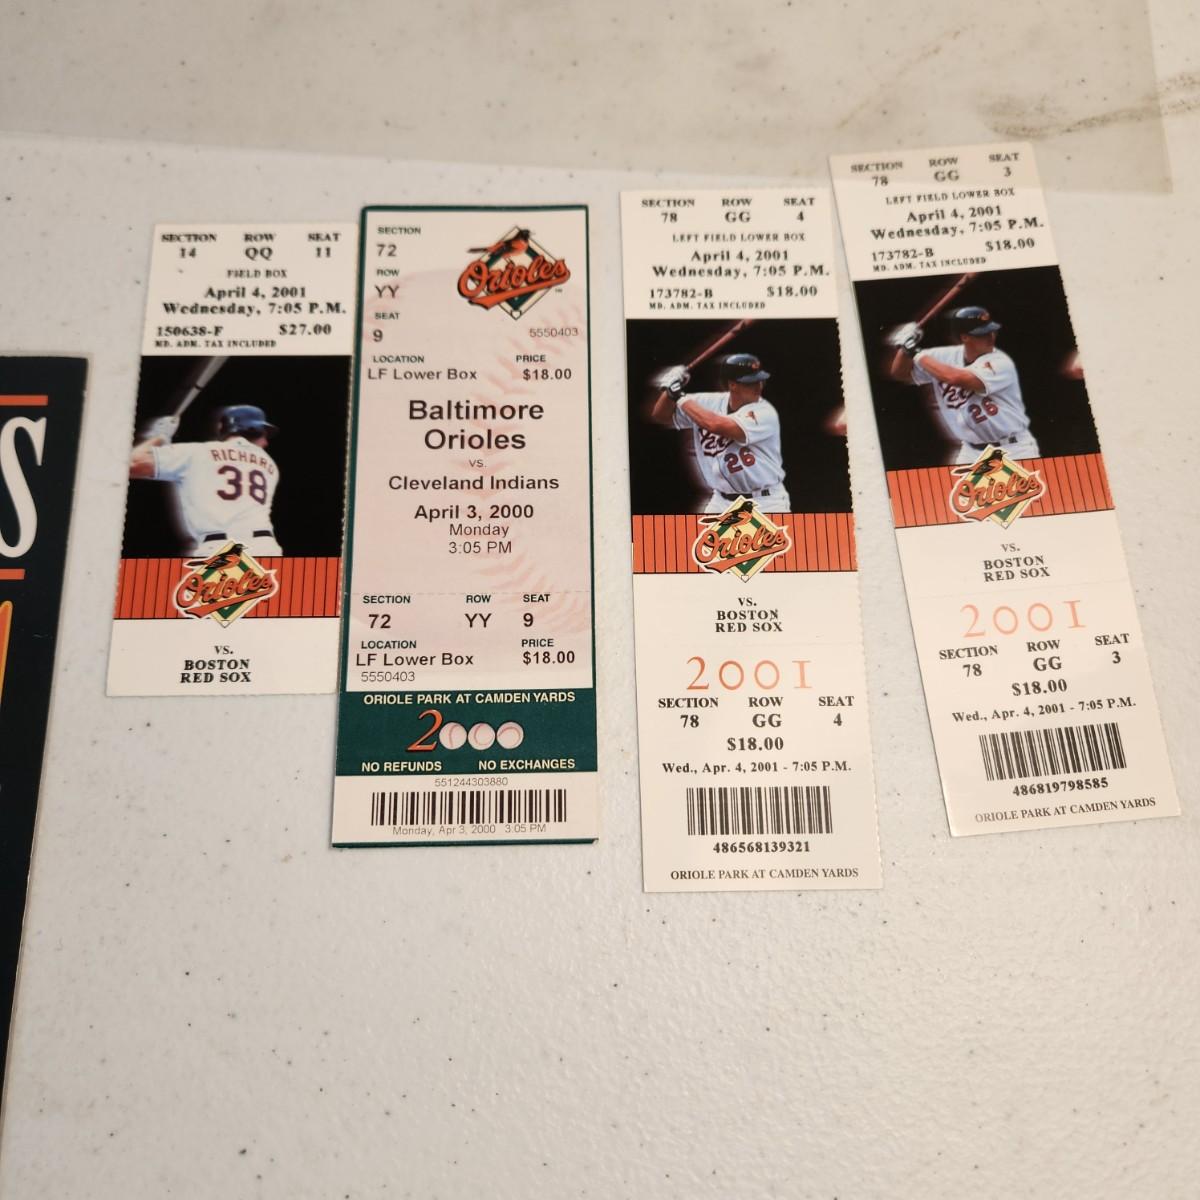 S
SECTION ROW SEAT
14 QQ 11
FIELD BOX
April 4, 2001
Wednesday, 7:05 P.M.
150638-F $27.00
MD. ADM. TAX INCLUDED
RICHARD
38
Orioles
VS.
BOSTON
RED SOX
SECTION
72
ROW
YY
SEAT
9
Orioles
5550403
LOCATION PRICE
LF Lower Box $18.00
Baltimore
Orioles
vs.
Cleveland Indians
April 3, 2000
Monday
3:05 PM
SECTION ROW SEAT
72 YY 9
LOCATION PRICE
LF Lower Box $18.00
5550403
ORIOLE PARK AT CAMDEN YARDS
2000
NO REFUNDS NO EXCHANGES
551244303880
Monday, Apr 3, 2000 3:05 PM
SECTION ROW SEAT
78 GG 4
LEFT FIELD LOWER BOX
April 4, 2001
Wednesday, 7:05 P.M.
173782-B $18.00
MD. ADM. TAX INCLUDED
26
Orioles
VS.
BOSTON
RED SOX
2001
SECTION ROW SEAT
78 GG 4
$18.00
Wed., Apr. 4, 2001 - 7:05 P.M.
486568139321
ORIOLE PARK AT CAMDEN YARDS
SECTION ROW SEAT
78 GG 3
LEFT FIELD LOWER BOX
April 4, 2001
Wednesday, 7:05 P.M.
173782-B $18.00
MD. ADM. TAX INCLUDED
26
Orioles
VS.
BOSTON
RED SOX
2001
SECTION ROW SEAT
78 GG 3
$18.00
Wed., Apr. 4, 2001 - 7:05 P.M.
486819798585
ORIOLE PARK AT CAMDEN YARDS